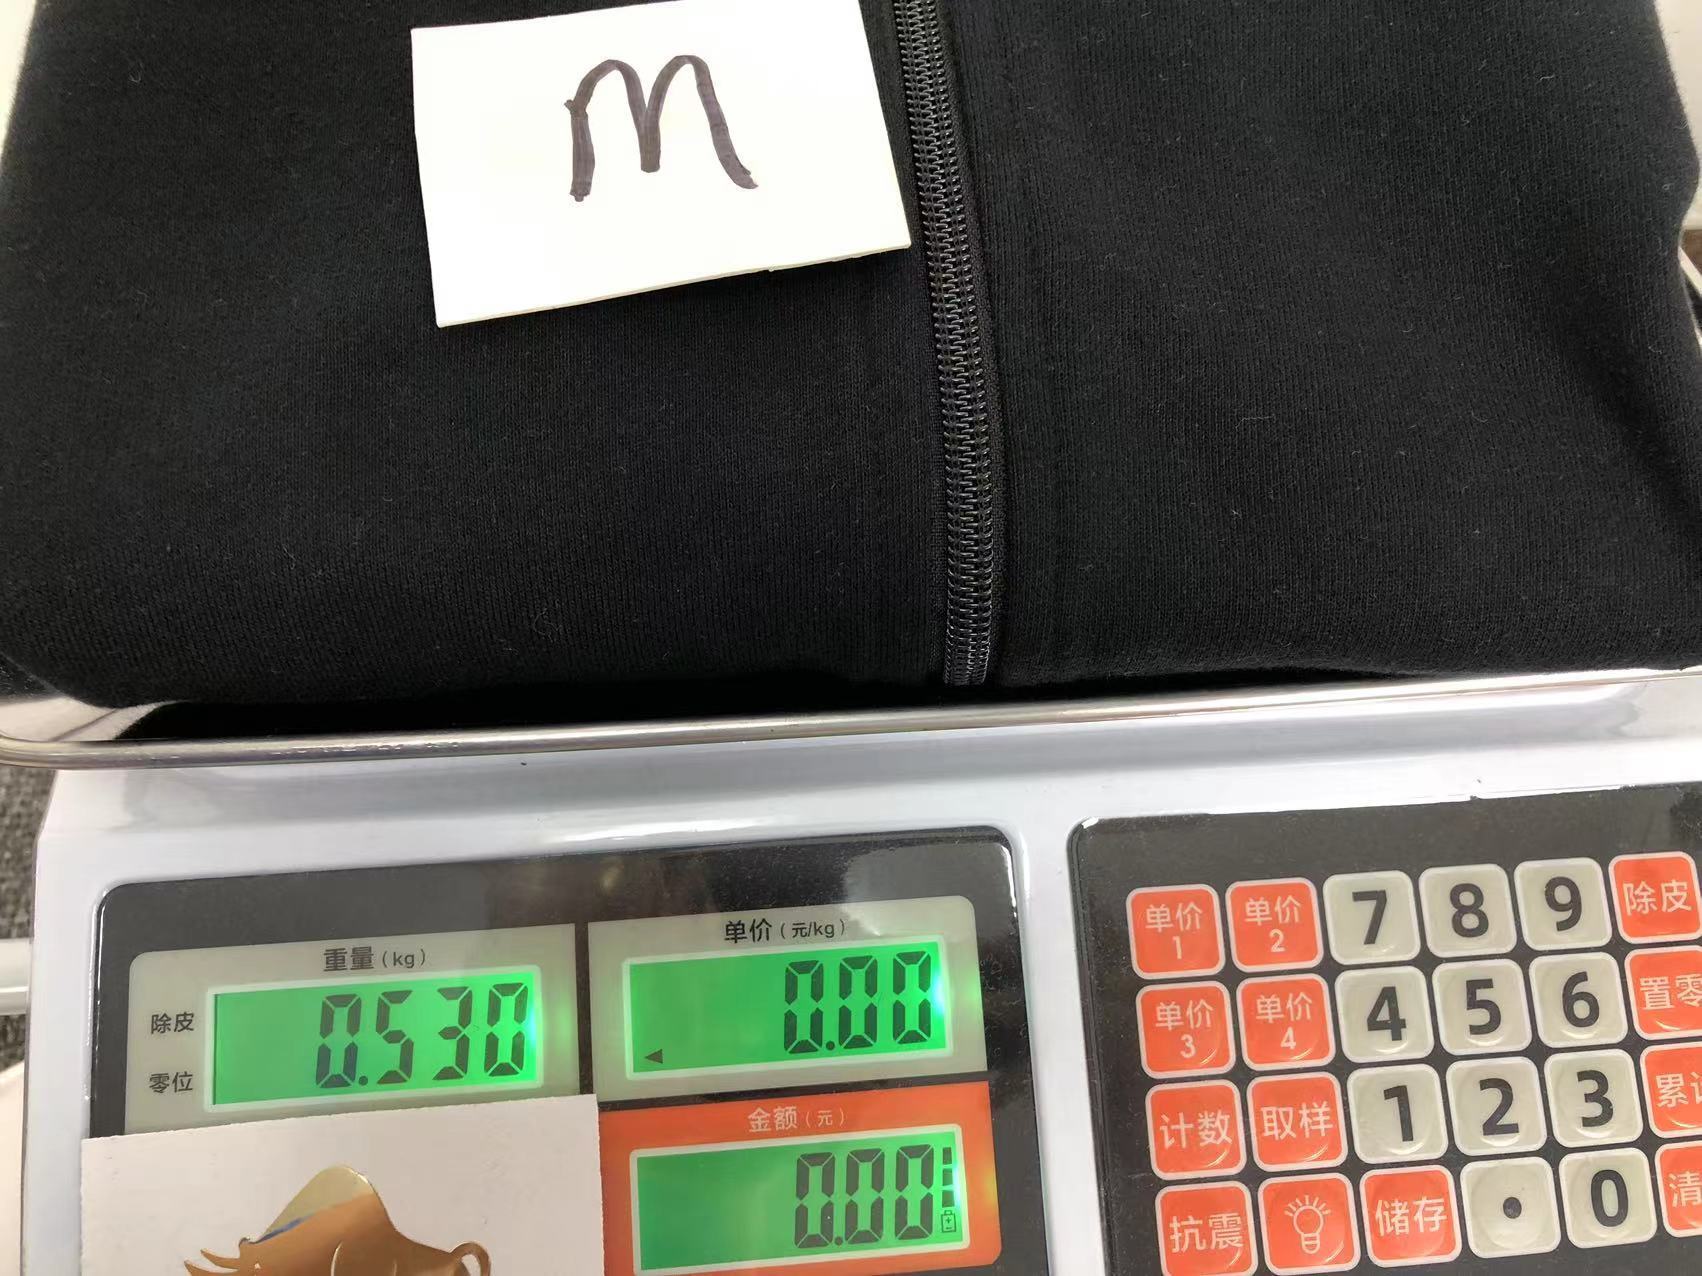 M
重量(kg)
0.530
除皮
零位
单价(元/kg)
0.00
金额(元)
0.00
单价1 单价2 7 8 9 除皮
单价3 单价4 4 5 6 置零
计数 取样 1 2 3 累
抗震 储存 . 0 清